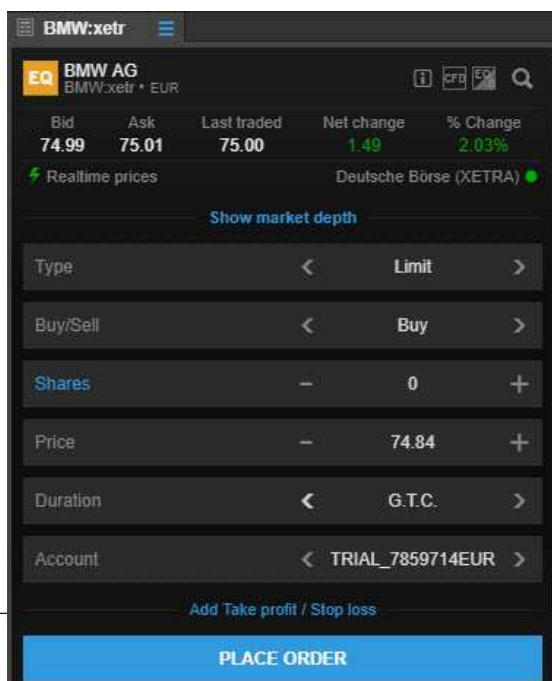 BMW:xetr
EQ BMW AG
BMW:xetr • EUR
CFD EQ
Bid Ask Last traded Net change % Change
74.99 75.01 75.00 1.49 2.03%
Realtime prices Deutsche Börse (XETRA)
Show market depth
Type Limit
Buy/Sell Buy
Shares - 0 +
Price - 74.84 +
Duration G.T.C.
Account TRIAL_7859714EUR
Add Take profit / Stop loss
PLACE ORDER